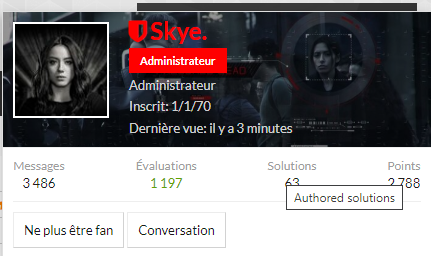 Skye.
Administrateur
Administrateur
Inscrit: 1/1/70
Dernière vue: il y a 3 minutes
Messages Évaluations Solutions Points
3 486 1 197 63 2 788
Authored solutions
Ne plus être fan Conversation